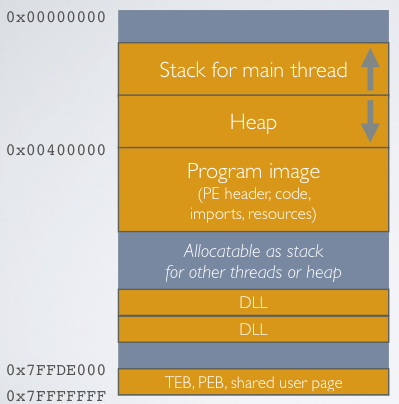 0x00000000
Stack for main thread
Heap
0x00400000
Program image
(PE header, code,
imports, resources)
Allocatable as stack
for other threads or heap
DLL
DLL
0x7FFDE000
TEB, PEB, shared user page
0x7FFFFFFF